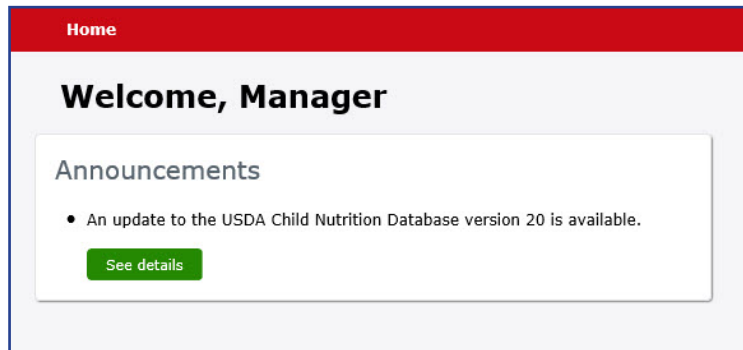 Home
Welcome, Manager
Announcements
• An update to the USDA Child Nutrition Database version 20 is available.
See details